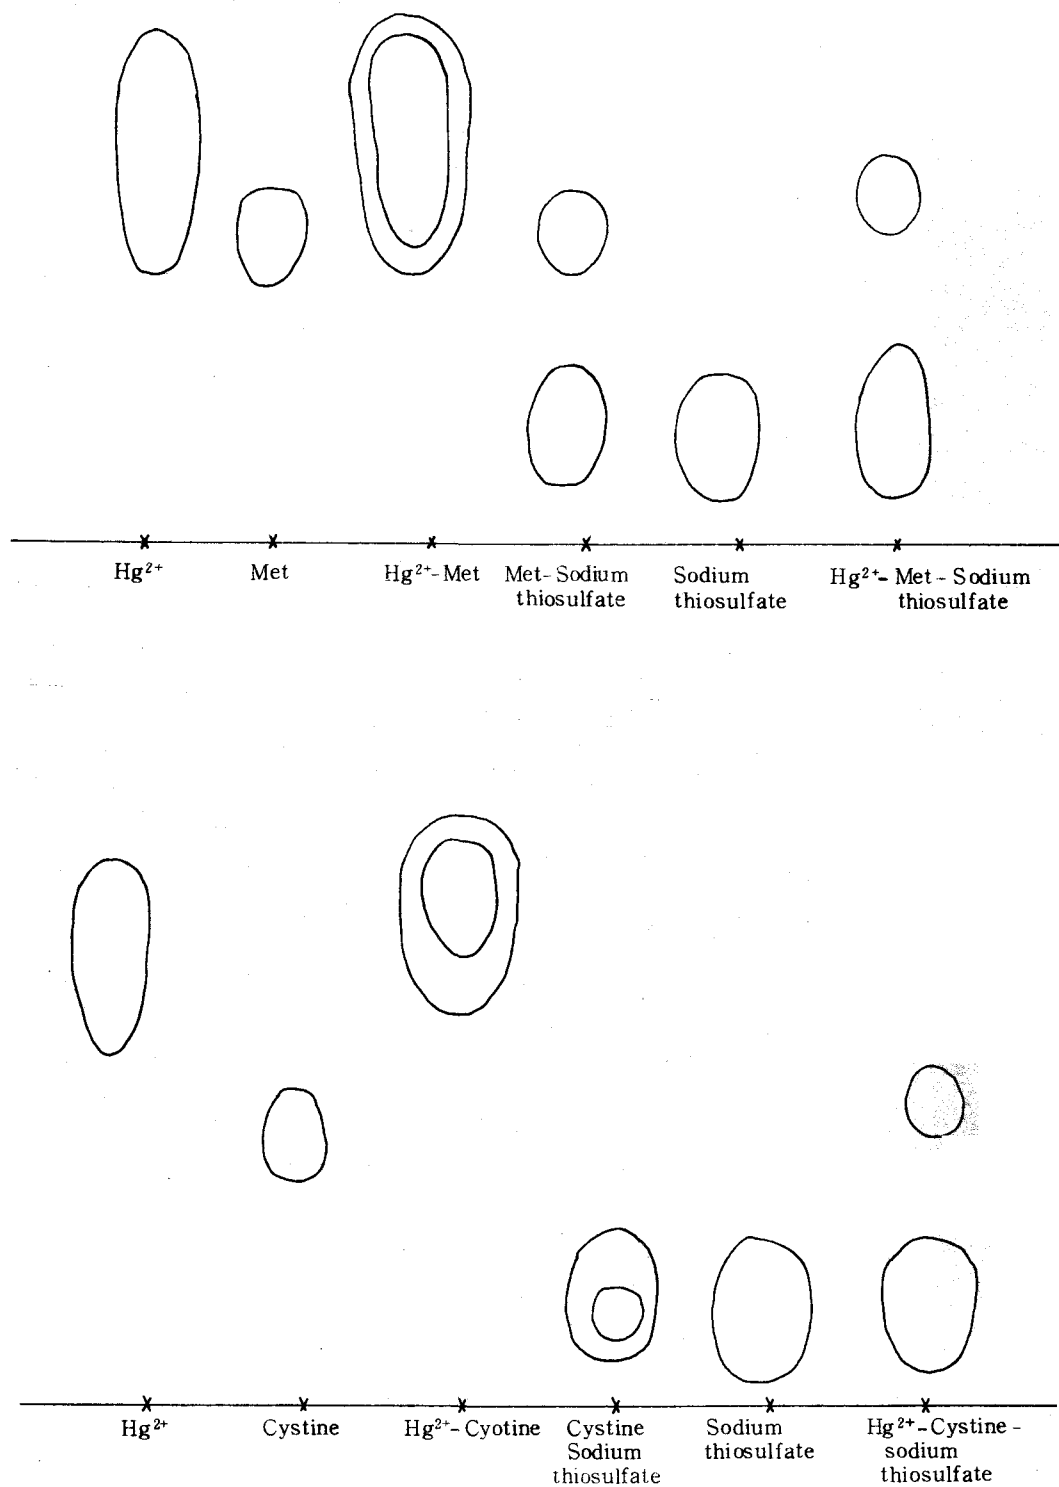 Hg²⁺
Met
Hg²⁺-Met
Met-Sodium
thiosulfate
Sodium
thiosulfate
Hg²⁺-Met-Sodium
thiosulfate
Hg²⁺
Cystine
Hg²⁺-Cyotine
Cystine
Sodium
thiosulfate
Sodium
thiosulfate
Hg²⁺-Cystine-
sodium
thiosulfate